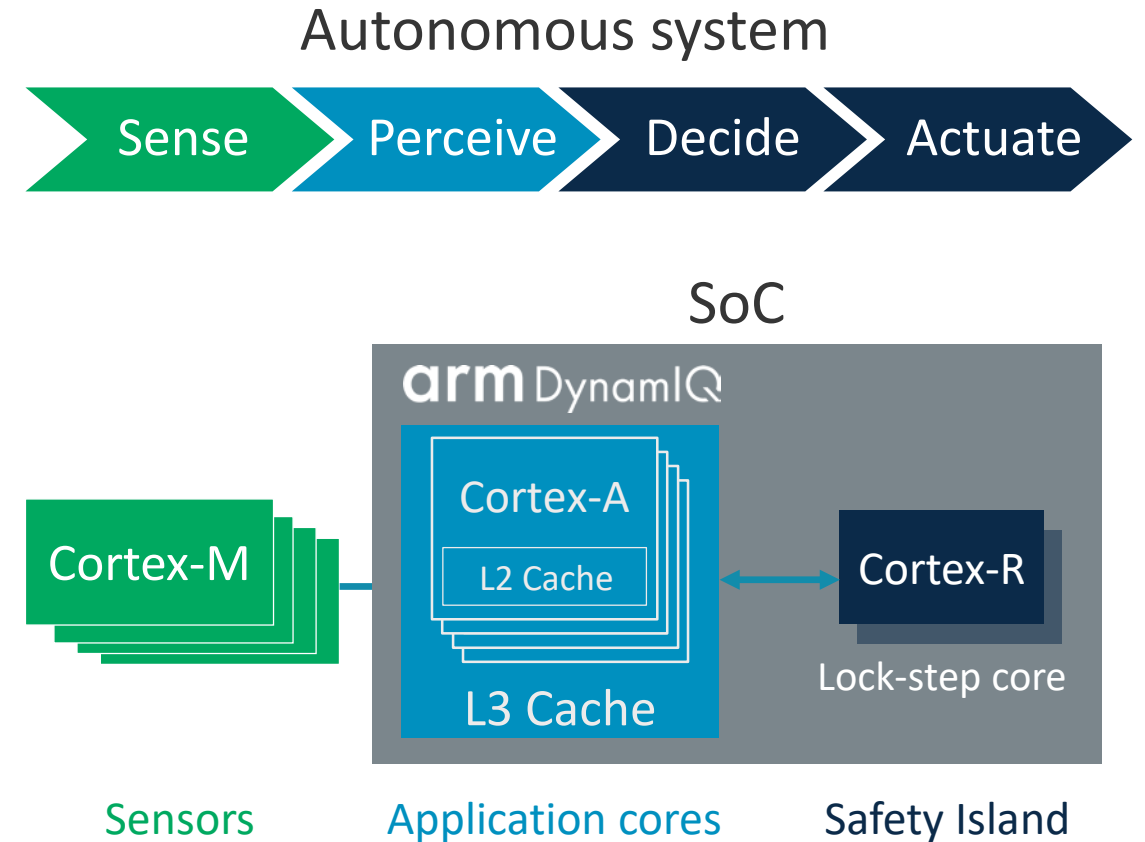 Autonomous system
Sense Perceive Decide Actuate
SoC
arm DynamIQ
Cortex-A
Cortex-M
L2 Cache
Cortex-R
Lock-step core
L3 Cache
Sensors Application cores Safety Island